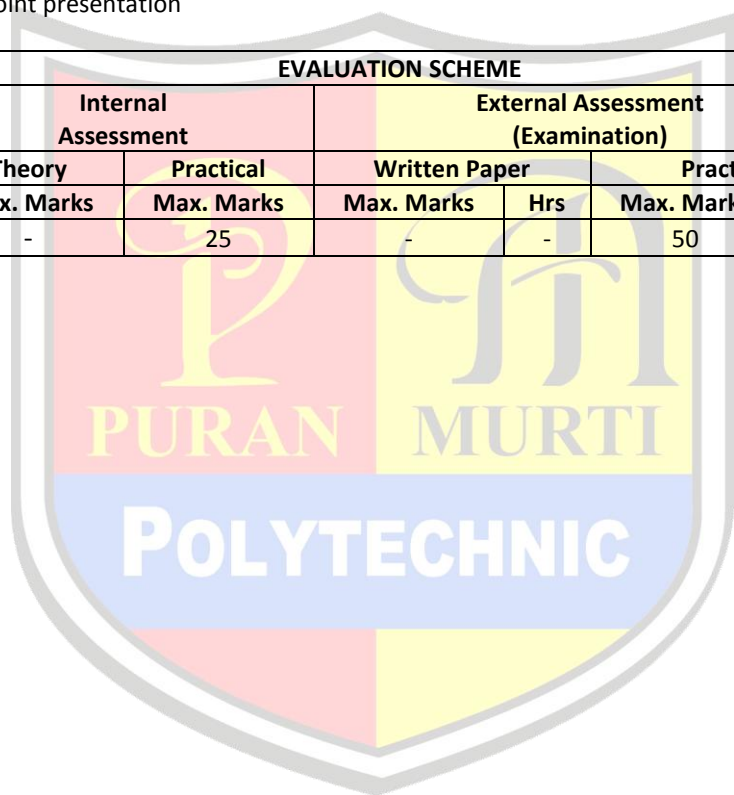 oint presentation
EVALUATION SCHEME
Internal Assessment External Assessment (Examination)
Theory Practical Written Paper Pract
x. Marks Max. Marks Max. Marks Hrs Max. Mark
- 25 - - 50
PURAN MURTI
POLYTECHNIC